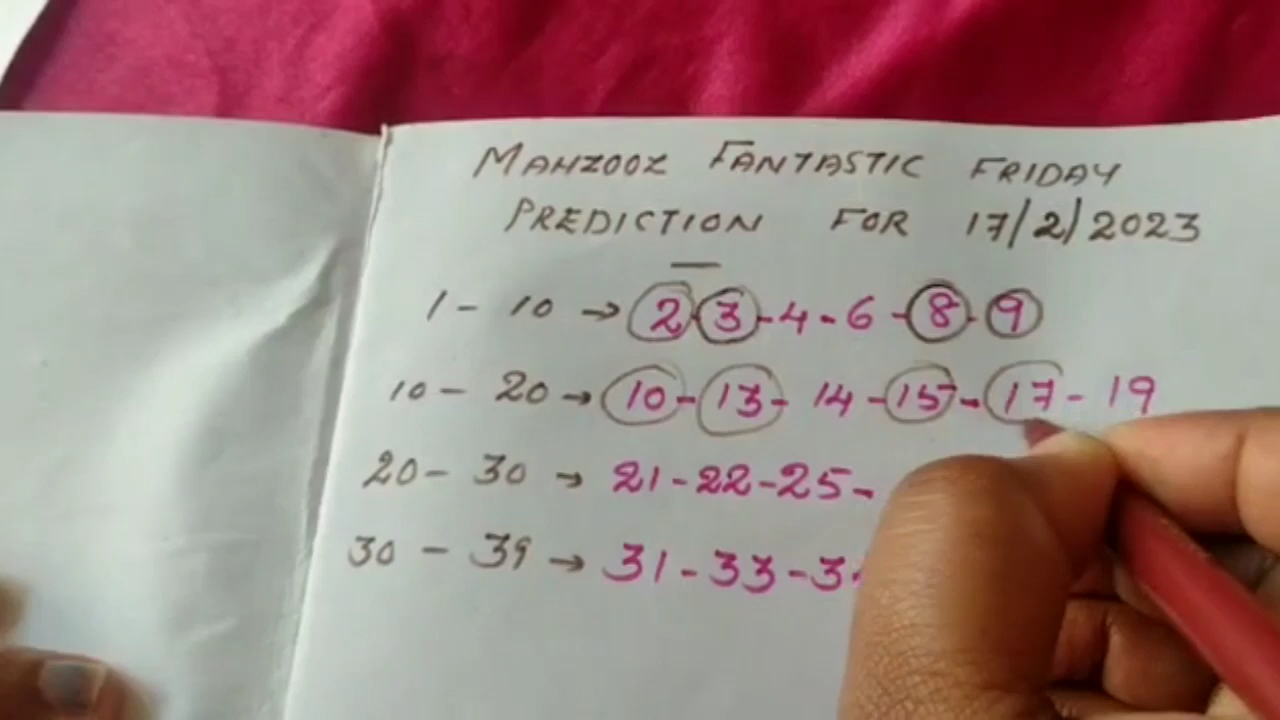 MAHZOOZ FANTASTIC FRIDAY
PREDICTION FOR 17/2/2023
1 - 10 → 2 - 3 - 4 - 6 - 8 - 9
10 - 20 → 10 - 13 - 14 - 15 - 17 - 19
20 - 30 → 21 - 22 - 25 -
30 - 39 → 31 - 33 -